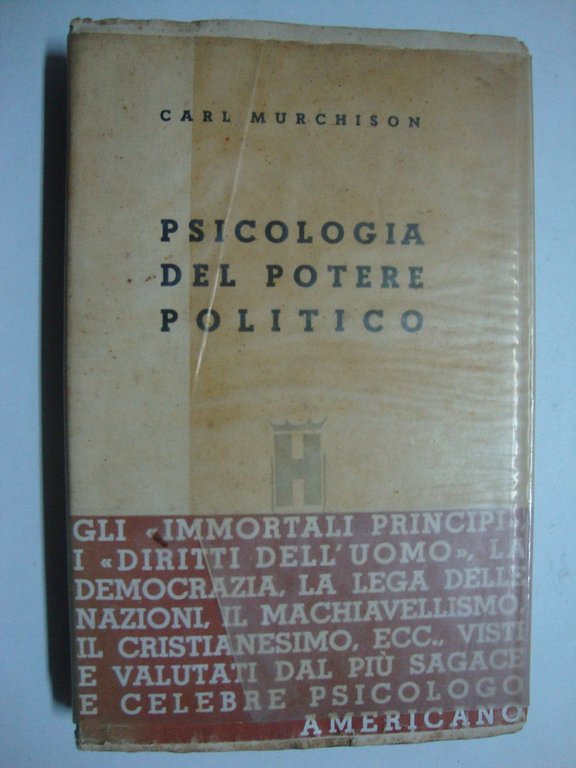 CARL MURCHISON
PSICOLOGIA
DEL POTERE
POLITICO
H
GLI «IMMORTALI PRINCIPI»
I «DIRITTI DELL'UOMO», LA
DEMOCRAZIA, LA LEGA DELLE
NAZIONI, IL MACHIAVELLISMO,
IL CRISTIANESIMO, ECC., VISTI
E VALUTATI DAL PIÙ SAGACE
E CELEBRE PSICOLOGO
AMERICANO